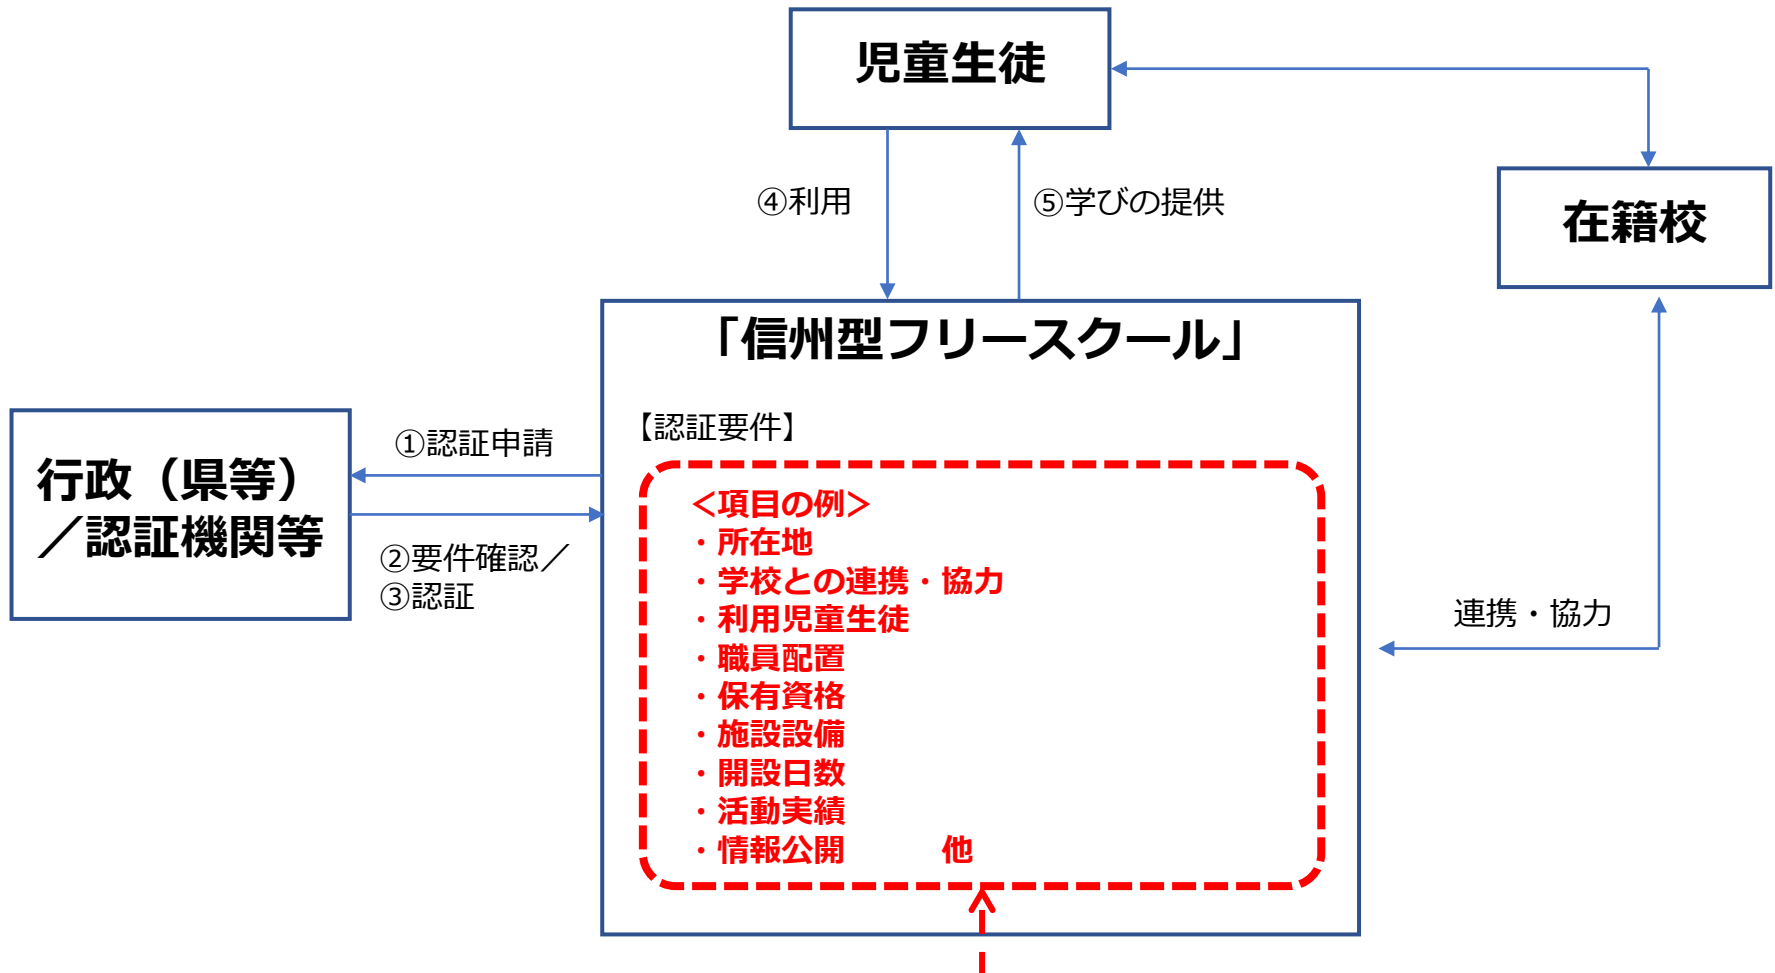 児童生徒
④利用
⑤学びの提供
在籍校
「信州型フリースクール」
【認証要件】
①認証申請
行政（県等）
／認証機関等
②要件確認／
③認証
＜項目の例＞
・所在地
・学校との連携・協力
・利用児童生徒
・職員配置
・保有資格
・施設設備
・開設日数
・活動実績
・情報公開　　　他
連携・協力